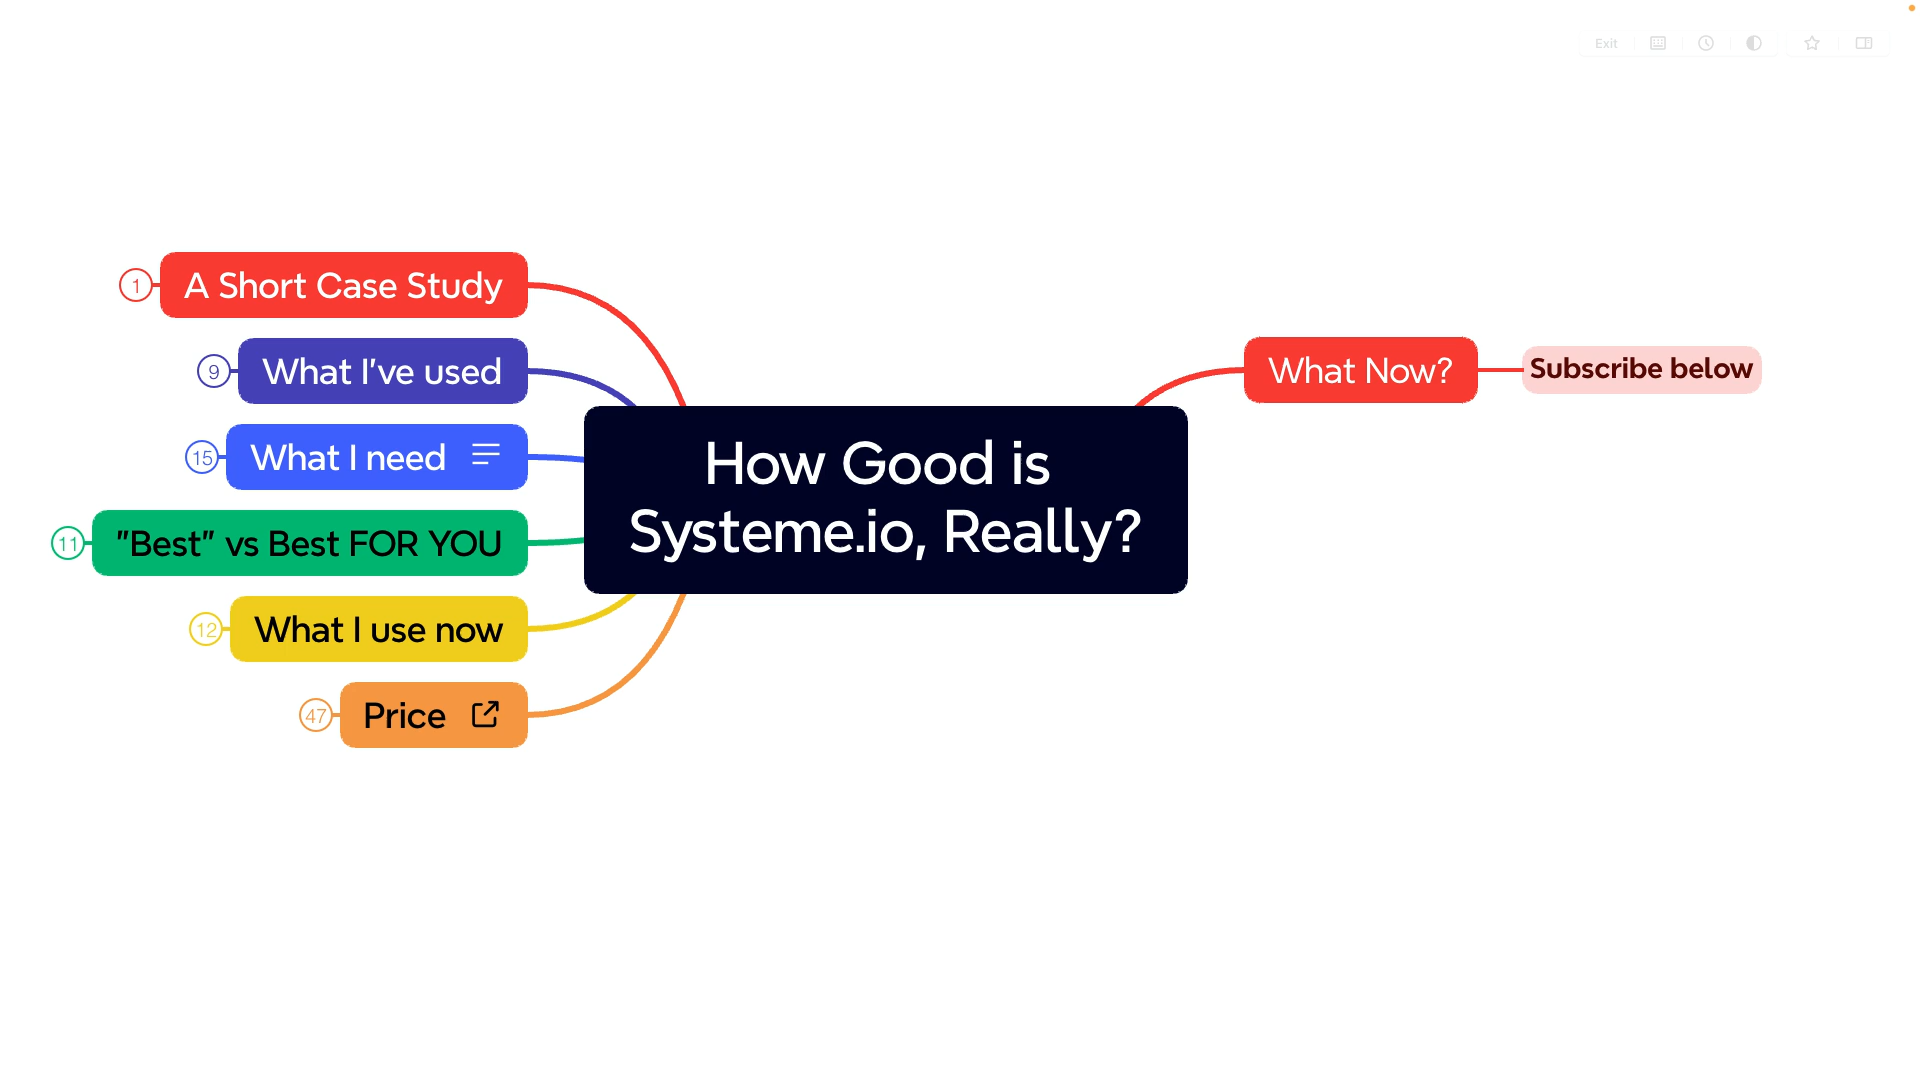 Exit
1
A Short Case Study
9
What I've used
15
What I need
11
"Best" vs Best FOR YOU
12
What I use now
47
Price
How Good is
Systeme.io, Really?
What Now?
Subscribe below